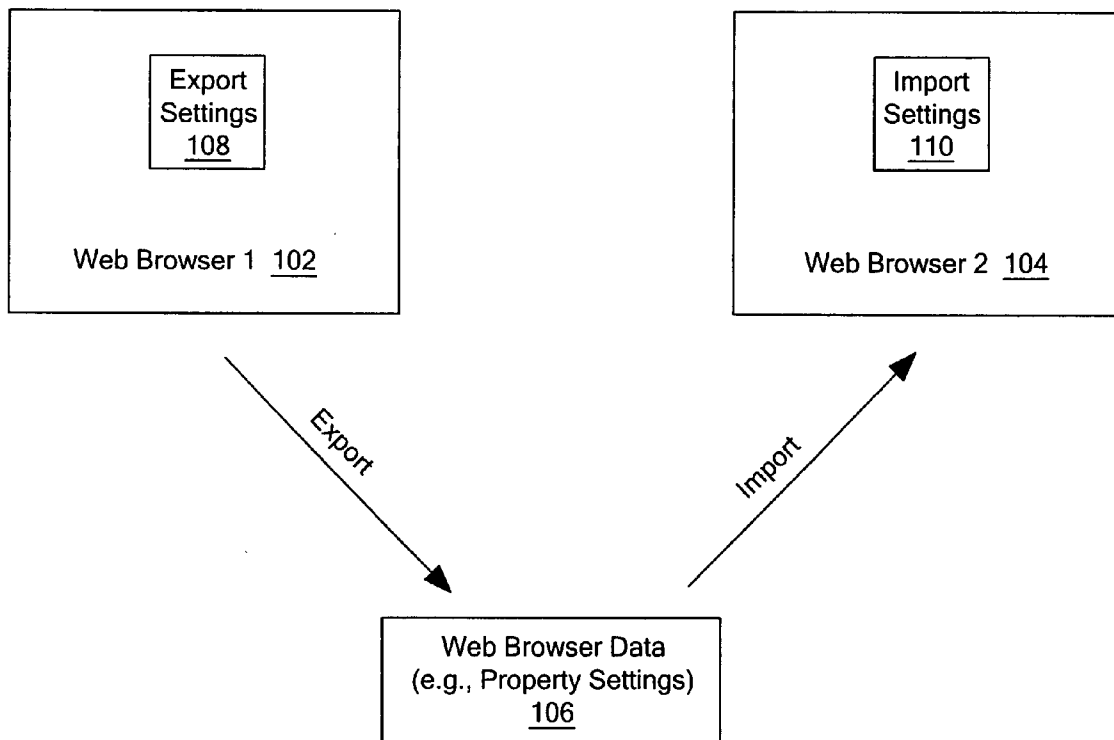 Export
Settings
108
Web Browser 1 102
Import
Settings
110
Web Browser 2 104
Export
Import
Web Browser Data
(e.g., Property Settings)
106